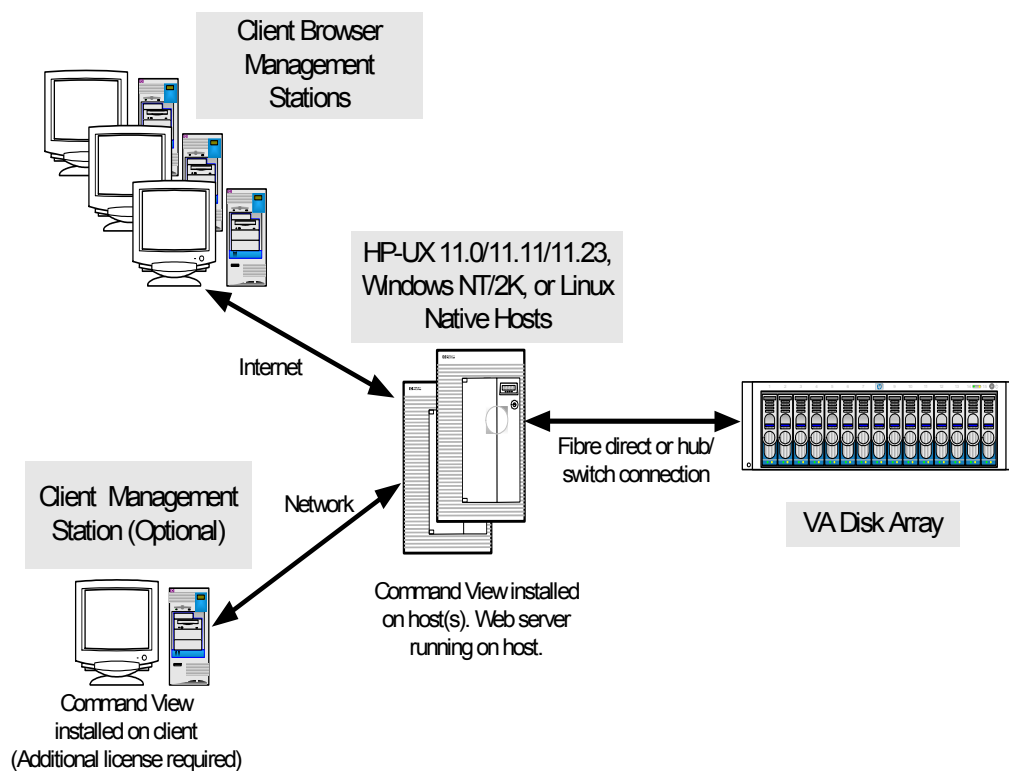 Client Browser
Management
Stations
HP-UX 11.0/11.11/11.23,
Windows NT/2K, or Linux
Native Hosts
Internet
Fibre direct or hub/
switch connection
Client Management
Station (Optional)
Network
VA Disk Array
Command View installed
on host(s). Web server
running on host.
Command View
installed on client
(Additional license required)